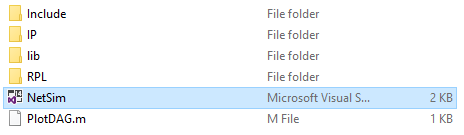 Include File folder
IP File folder
lib File folder
RPL File folder
NetSim Microsoft Visual S... 2 KB
PlotDAG.m M File 1 KB